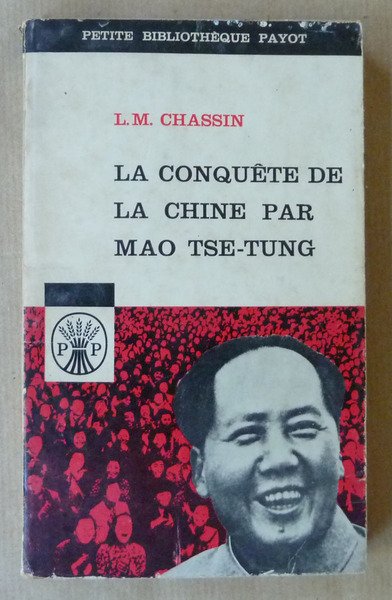 PETITE BIBLIOTHÈQUE PAYOT
L.M. CHASSIN
LA CONQUÊTE DE
LA CHINE PAR
MAO TSE-TUNG
P P